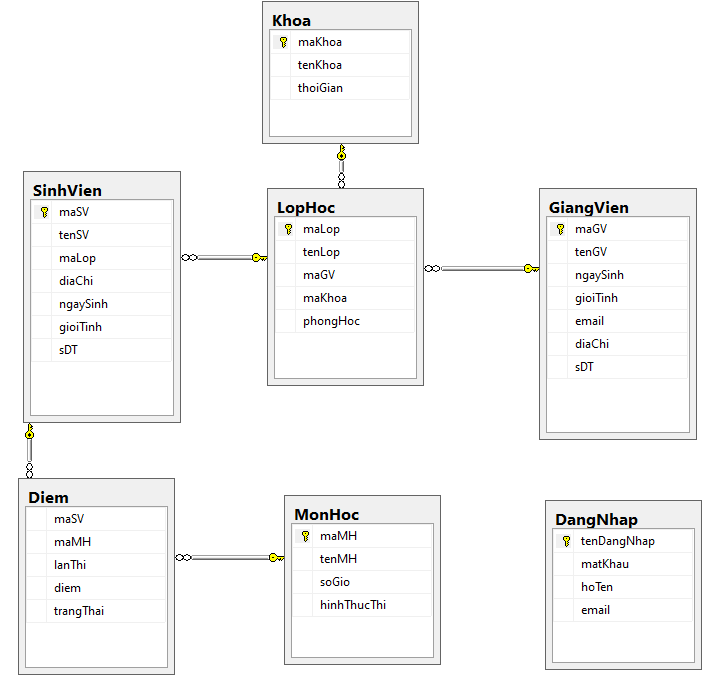 Khoa
maKhoa
tenKhoa
thoiGian
SinhVien
maSV
tenSV
maLop
diaChi
ngaySinh
gioiTinh
sDT
LopHoc
maLop
tenLop
maGV
maKhoa
phongHoc
GiangVien
maGV
tenGV
ngaySinh
gioiTinh
email
diaChi
sDT
Diem
maSV
maMH
lanThi
diem
trangThai
MonHoc
maMH
tenMH
soGio
hinhThucThi
DangNhap
tenDangNhap
matKhau
hoTen
email